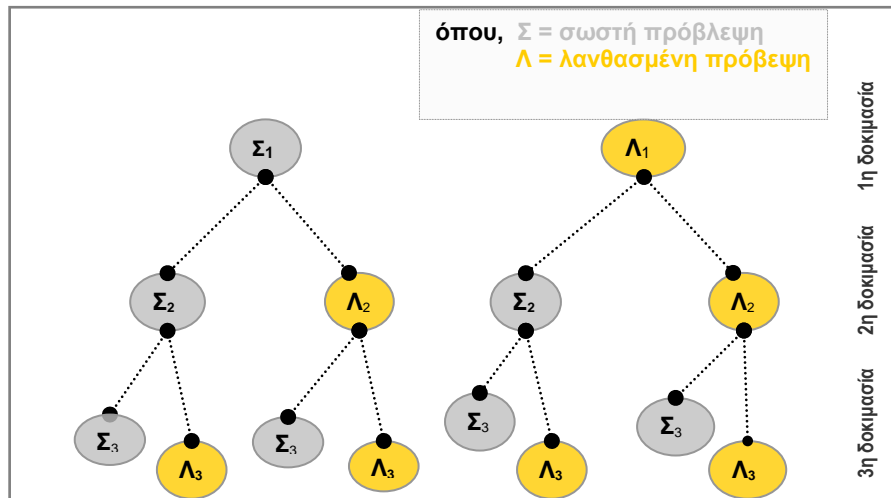 όπου, Σ = σωστή πρόβλεψη
Λ = λανθασμένη πρόβεψη
Σ1
Λ1
1η δοκιμασία
Σ2
Λ2
Σ2
Λ2
2η δοκιμασία
Σ3
Λ3
Σ3
Λ3
Σ3
Λ3
Σ3
Λ3
3η δοκιμασία